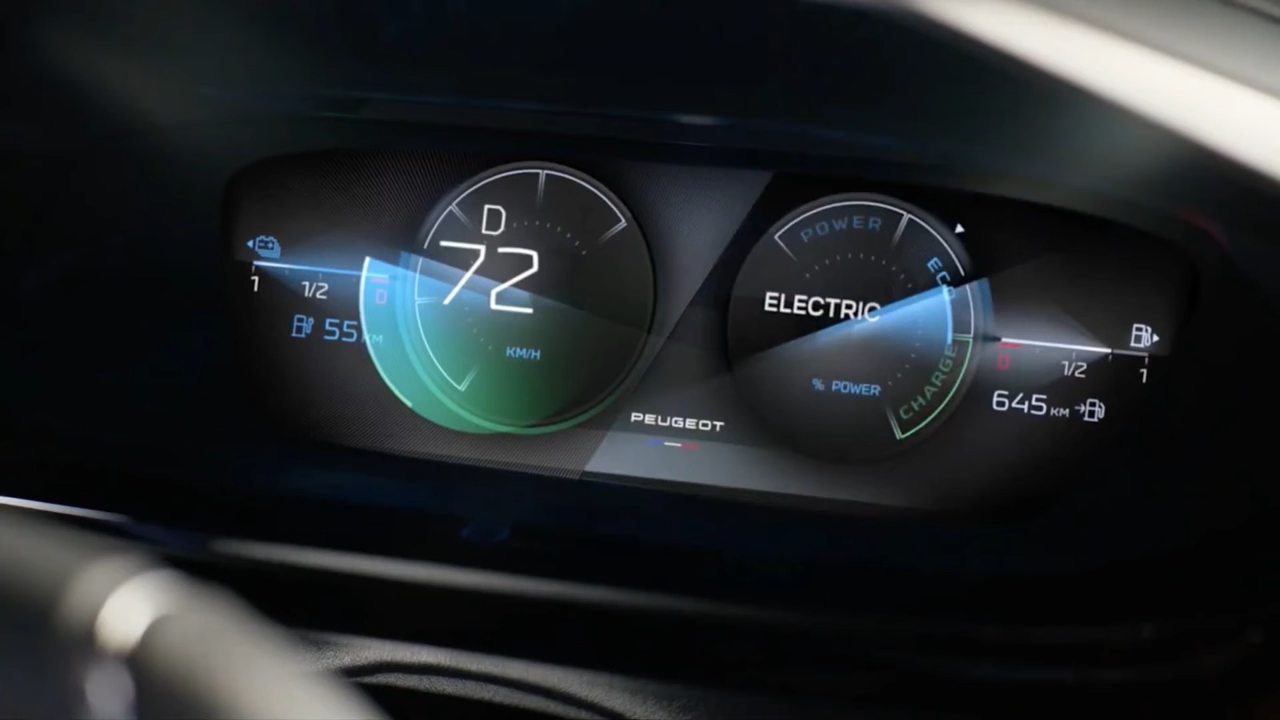 D
72
KM/H
1
1/2
0
55 KM
POWER
ECO
CHARGE
ELECTRIC
% POWER
PEUGEOT
0
1/2
1
645 KM